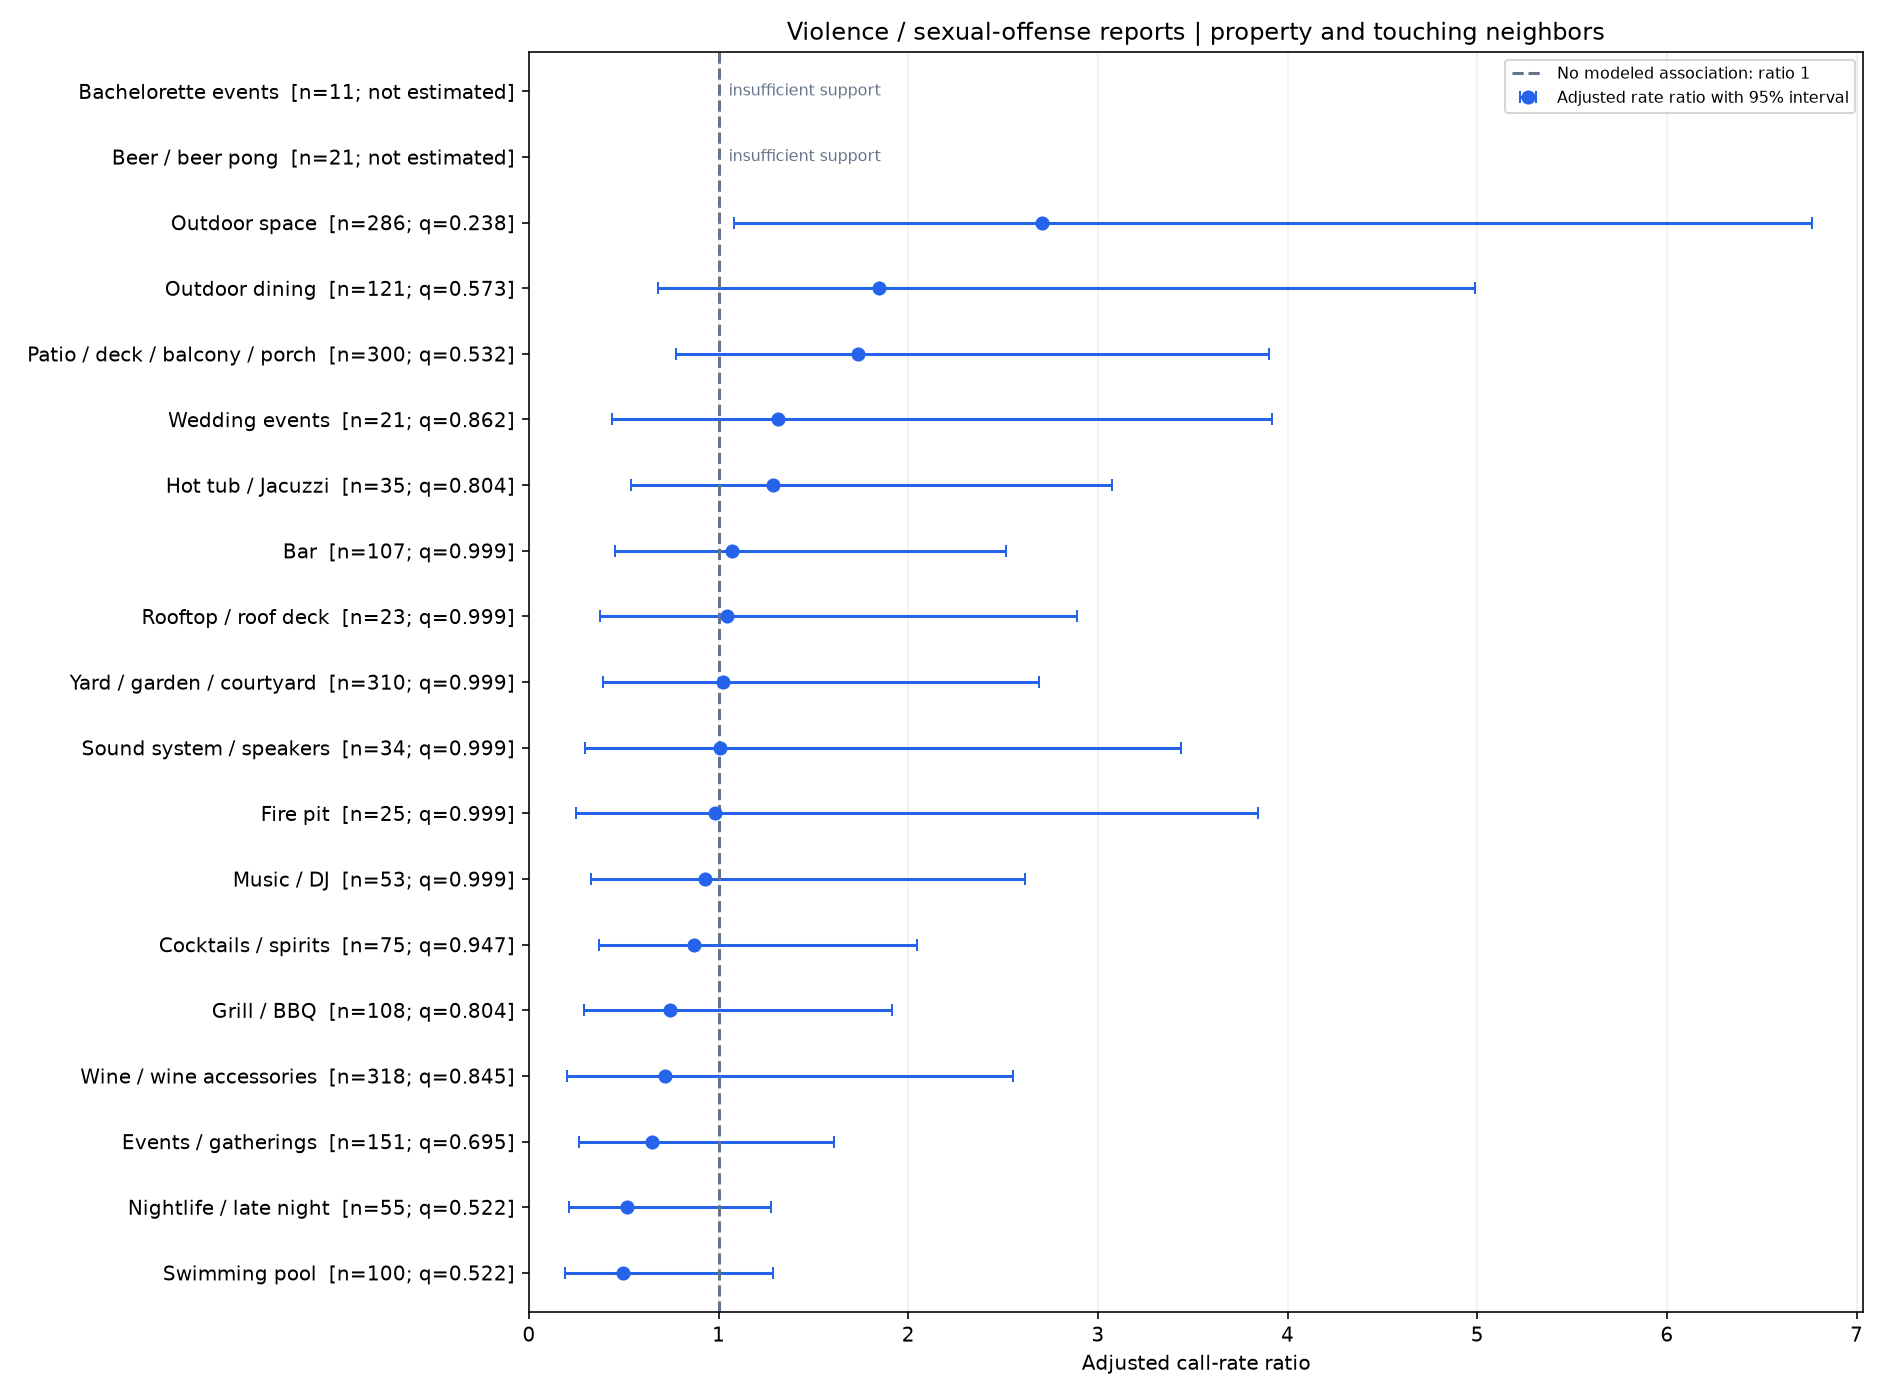 Violence / sexual-offense reports | property and touching neighbors
No modeled association: ratio 1
Adjusted rate ratio with 95% interval
Bachelorette events [n=11; not estimated]
insufficient support
Beer / beer pong [n=21; not estimated]
insufficient support
Outdoor space [n=286; q=0.238]
Outdoor dining [n=121; q=0.573]
Patio / deck / balcony / porch [n=300; q=0.532]
Wedding events [n=21; q=0.862]
Hot tub / Jacuzzi [n=35; q=0.804]
Bar [n=107; q=0.999]
Rooftop / roof deck [n=23; q=0.999]
Yard / garden / courtyard [n=310; q=0.999]
Sound system / speakers [n=34; q=0.999]
Fire pit [n=25; q=0.999]
Music / DJ [n=53; q=0.999]
Cocktails / spirits [n=75; q=0.947]
Grill / BBQ [n=108; q=0.804]
Wine / wine accessories [n=318; q=0.845]
Events / gatherings [n=151; q=0.695]
Nightlife / late night [n=55; q=0.522]
Swimming pool [n=100; q=0.522]
0 1 2 3 4 5 6 7
Adjusted call-rate ratio